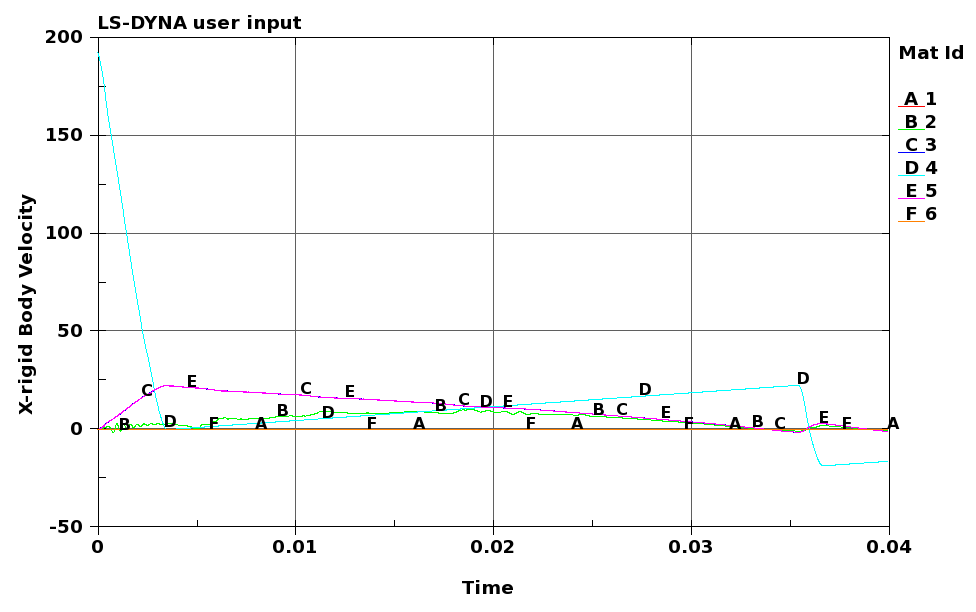 LS-DYNA user input
200
150
100
50
0
-50
X-rigid Body Velocity
C E C E B D F A B D F A B C D E F A B C D E F A B C D E F A
0 0.01 0.02 0.03 0.04
Time
Mat Id
A 1
B 2
C 3
D 4
E 5
F 6